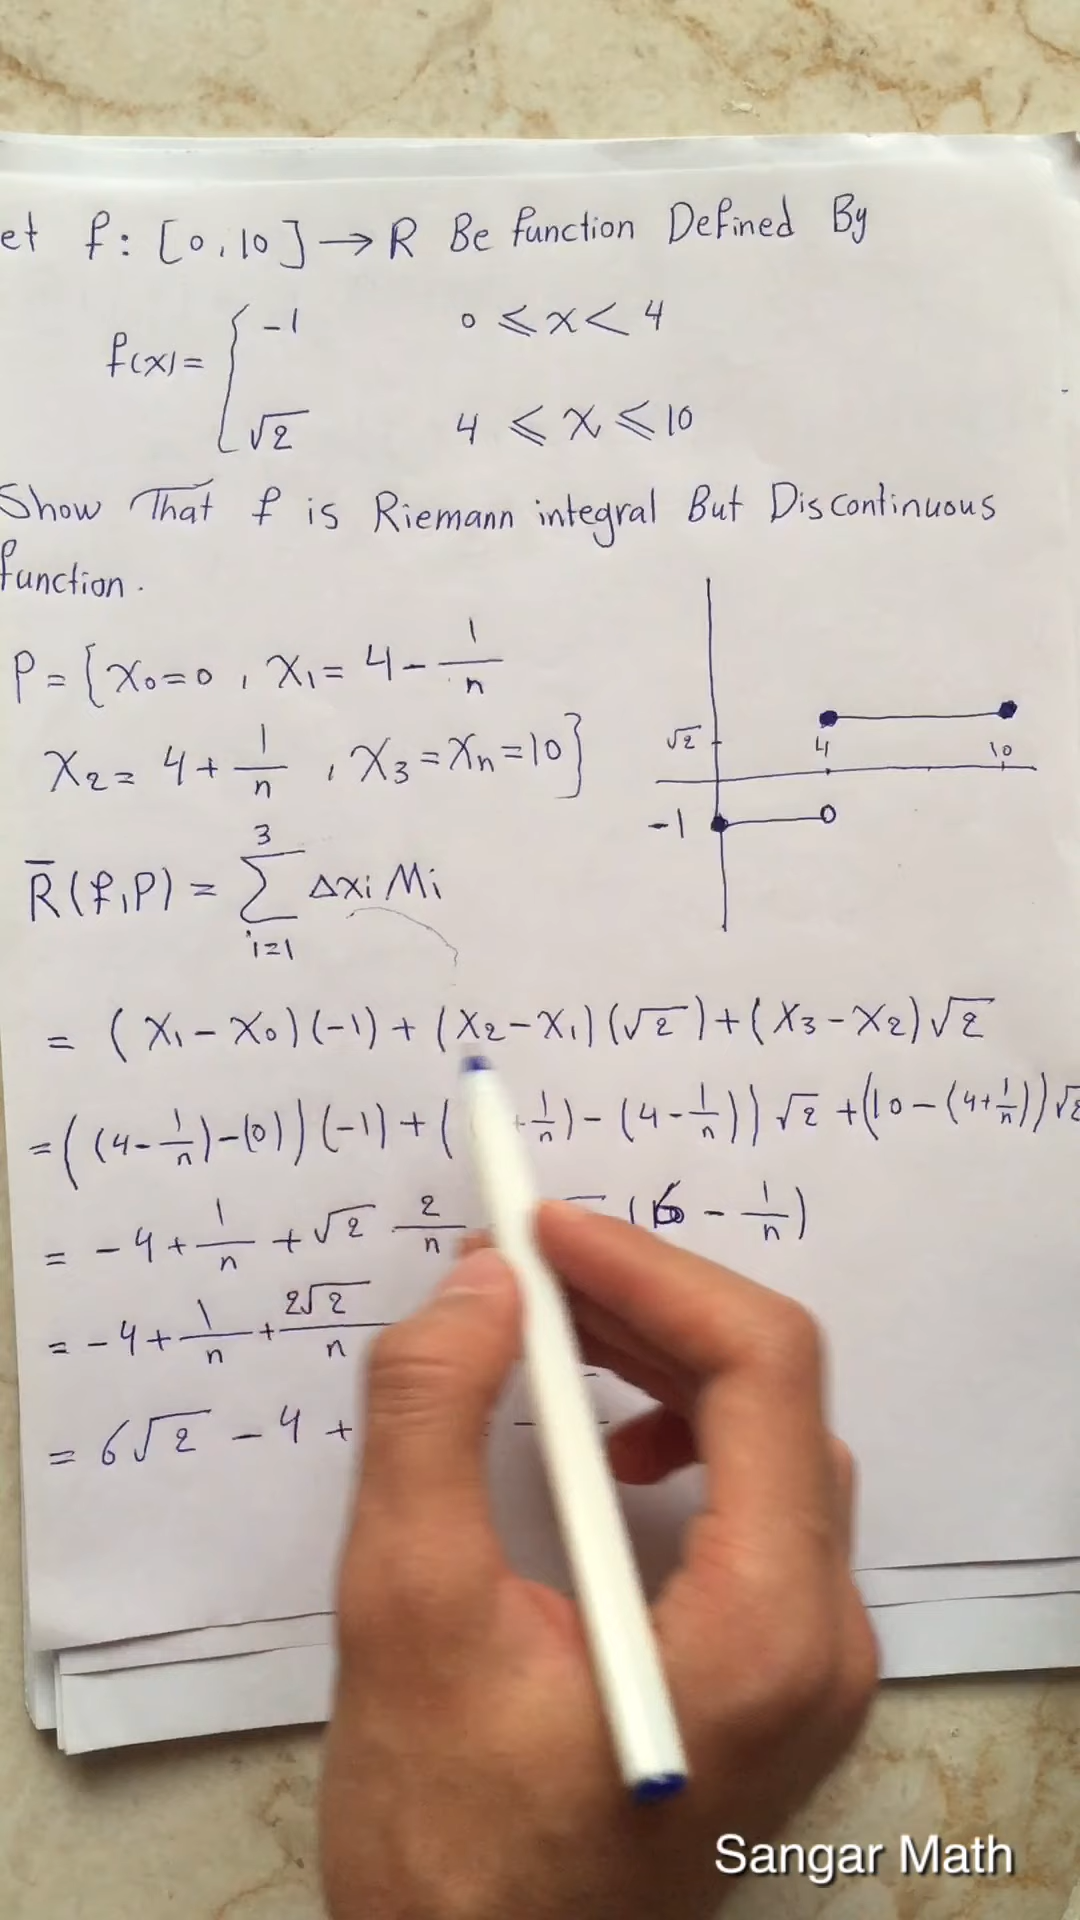 et f: [0,10] → R Be function Defined By
f(x)= { -1 0 ⩽ x < 4
√2 4 ⩽ x ⩽ 10
Show That f is Riemann integral But Discontinuous
function.
P = { x₀=0 , x₁= 4 - 1/n
x₂= 4 + 1/n , x₃=xₙ=10 }
√2 4 10
-1
R̄(f,P) = ∑_{i=1}^{3} Δxi Mi
= (x₁-x₀)(-1) + (x₂-x₁)(√2)+(x₃-x₂)√2
= ((4-1/n)-(0))(-1) + ( +1/n)-(4-1/n))√2 +(10-(4+1/n))√2
= -4+1/n +√2 2/n (6 - 1/n)
= -4+1/n+2√2/n
= 6√2 - 4 +
Sangar Math